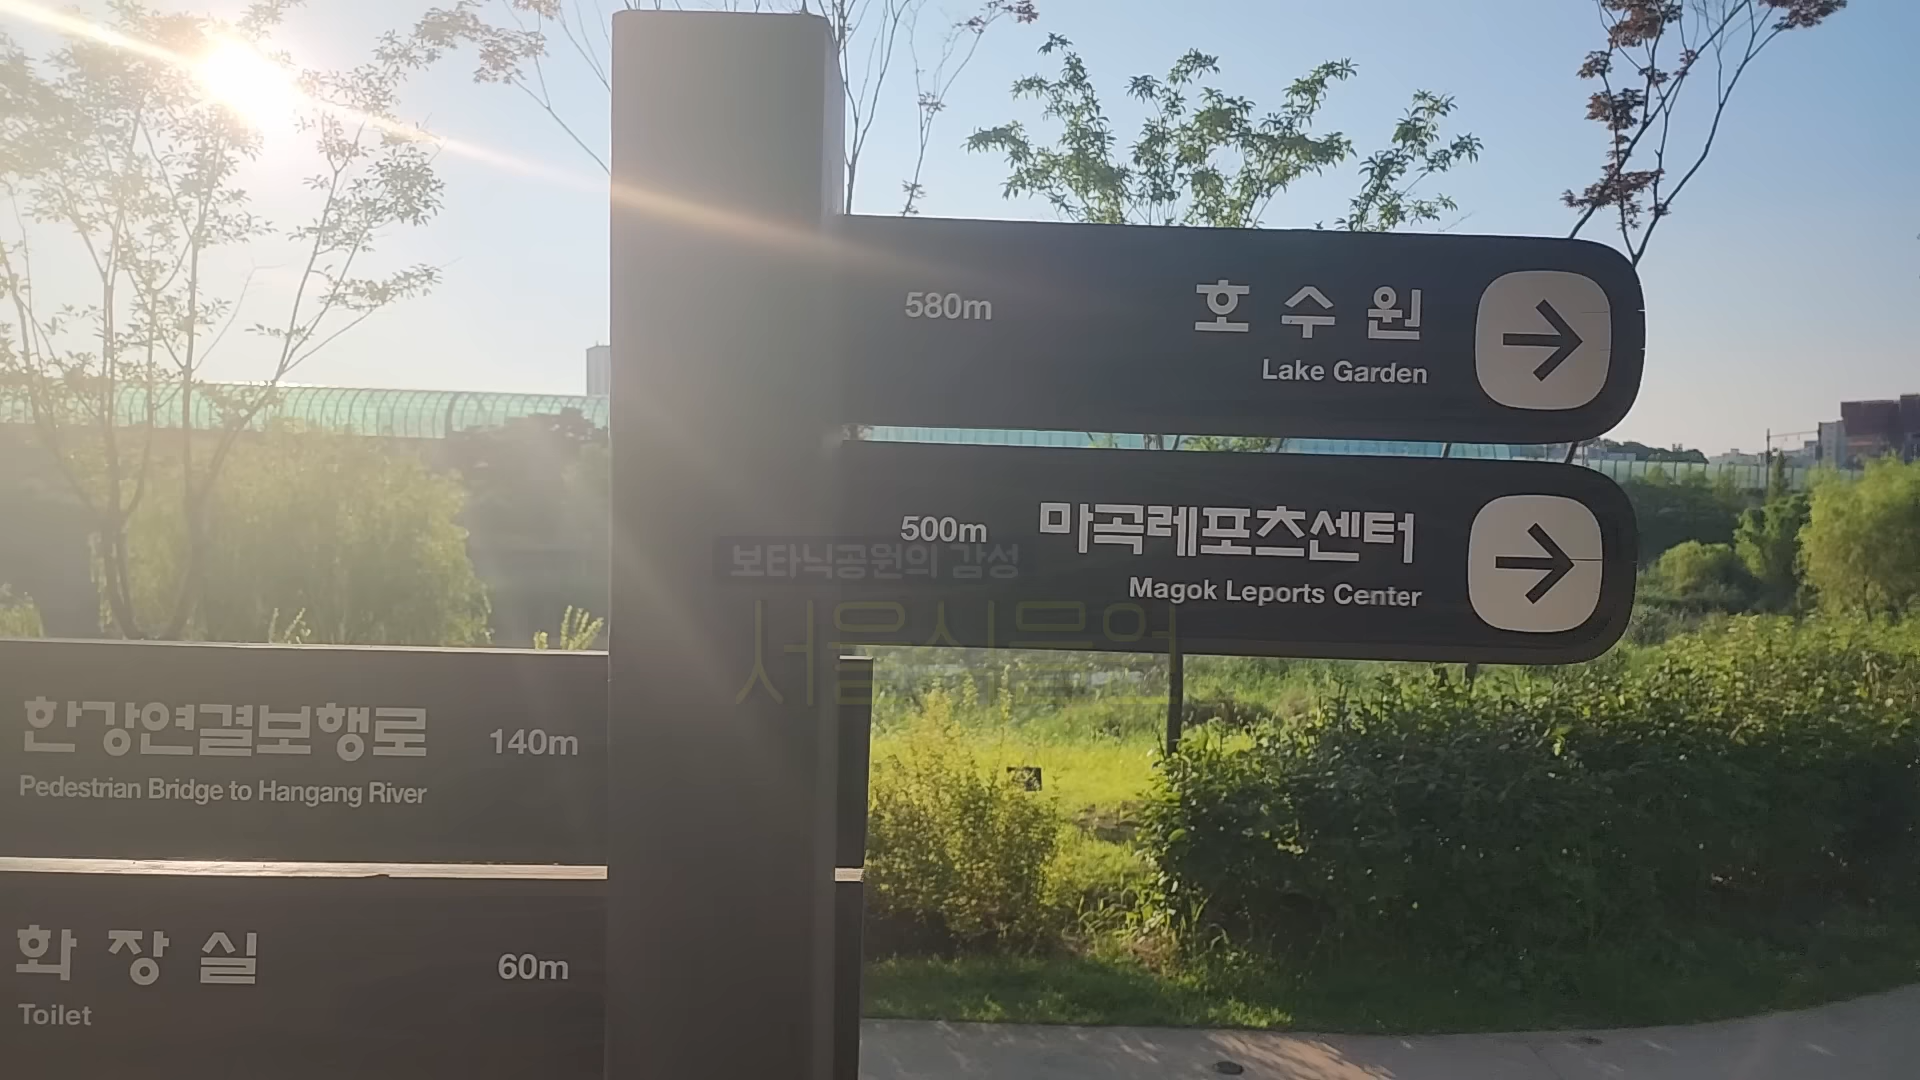 580m
호수원
Lake Garden
500m
마곡레포츠센터
Magok Leports Center
보타닉공원의 감성
서울식물원
한강연결보행로
140m
Pedestrian Bridge to Hangang River
화장실
60m
Toilet